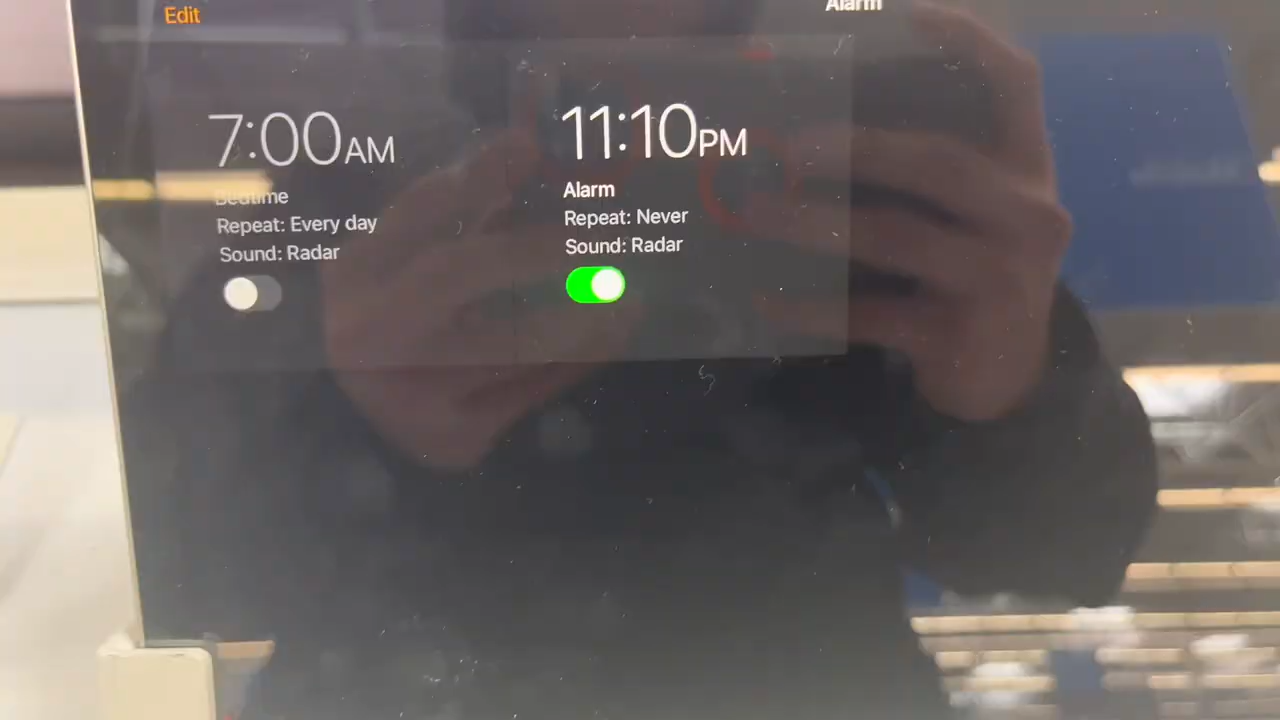 Edit
Alarm
7:00AM
Bedtime
Repeat: Every day
Sound: Radar
11:10PM
Alarm
Repeat: Never
Sound: Radar